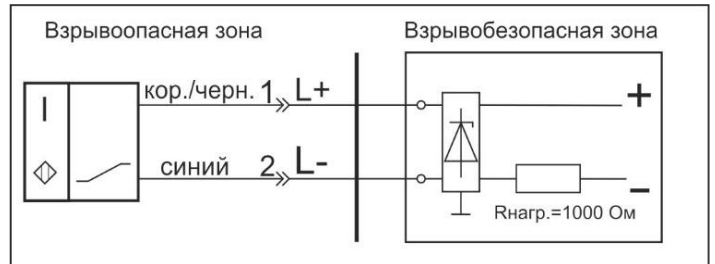 Взрывоопасная зона
Взрывобезопасная зона
кор./черн. 1 L+
+
I
синий 2 L-
−
Rнагр.=1000 Ом